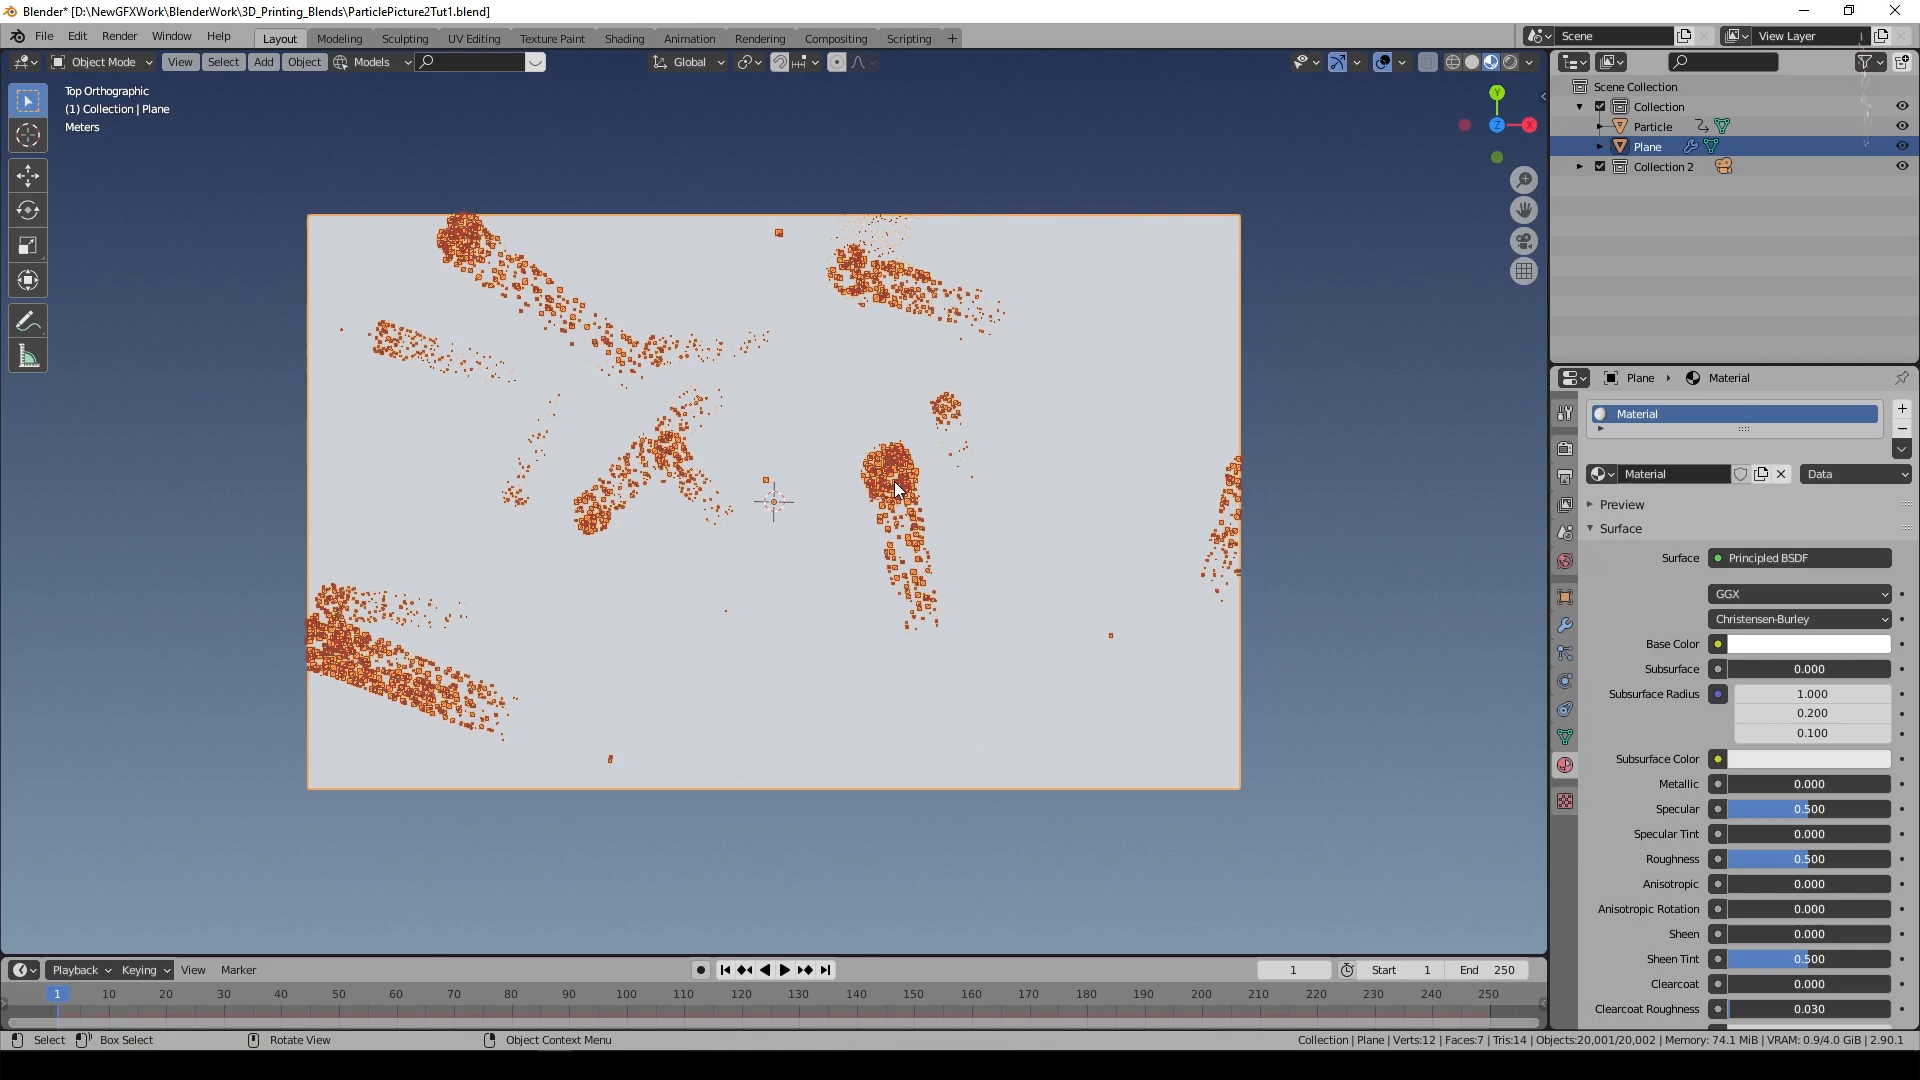 Blender* [D:\NewGFXWork\BlenderWork\3D_Printing_Blends\ParticlePicture2Tut1.blend]
File Edit Render Window Help Layout Modeling Sculpting UV Editing Texture Paint Shading Animation Rendering Compositing Scripting + Scene View Layer
Object Mode View Select Add Object Models Global
Top Orthographic
(1) Collection | Plane
Meters
Y
Z X
Scene Collection
Collection
Particle
Plane
Collection 2
Plane Material
Material
Material Data
Preview
Surface
Surface Principled BSDF
GGX
Christensen-Burley
Base Color
Subsurface 0.000
Subsurface Radius 1.000
0.200
0.100
Subsurface Color
Metallic 0.000
Specular 0.500
Specular Tint 0.000
Roughness 0.500
Anisotropic 0.000
Anisotropic Rotation 0.000
Sheen 0.000
Sheen Tint 0.500
Clearcoat 0.000
Clearcoat Roughness 0.030
Playback Keying View Marker 1 Start 1 End 250
1 10 20 30 40 50 60 70 80 90 100 110 120 130 140 150 160 170 180 190 200 210 220 230 240 250
Select Box Select Rotate View Object Context Menu Collection | Plane | Verts:12 | Faces:7 | Tris:14 | Objects:20,001/20,002 | Memory: 74.1 MiB | VRAM: 0.9/4.0 GiB | 2.90.1